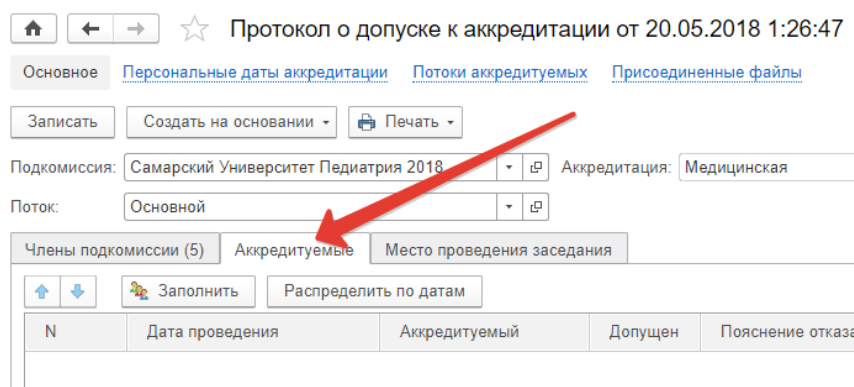 Протокол о допуске к аккредитации от 20.05.2018 1:26:47
Основное Персональные даты аккредитации Потоки аккредитуемых Присоединенные файлы
Записать Создать на основании Печать
Подкомиссия: Самарский Университет Педиатрия 2018 Аккредитация: Медицинская
Поток: Основной
Члены подкомиссии (5) Аккредитуемые Место проведения заседания
Заполнить Распределить по датам
N Дата проведения Аккредитуемый Допущен Пояснение отказа